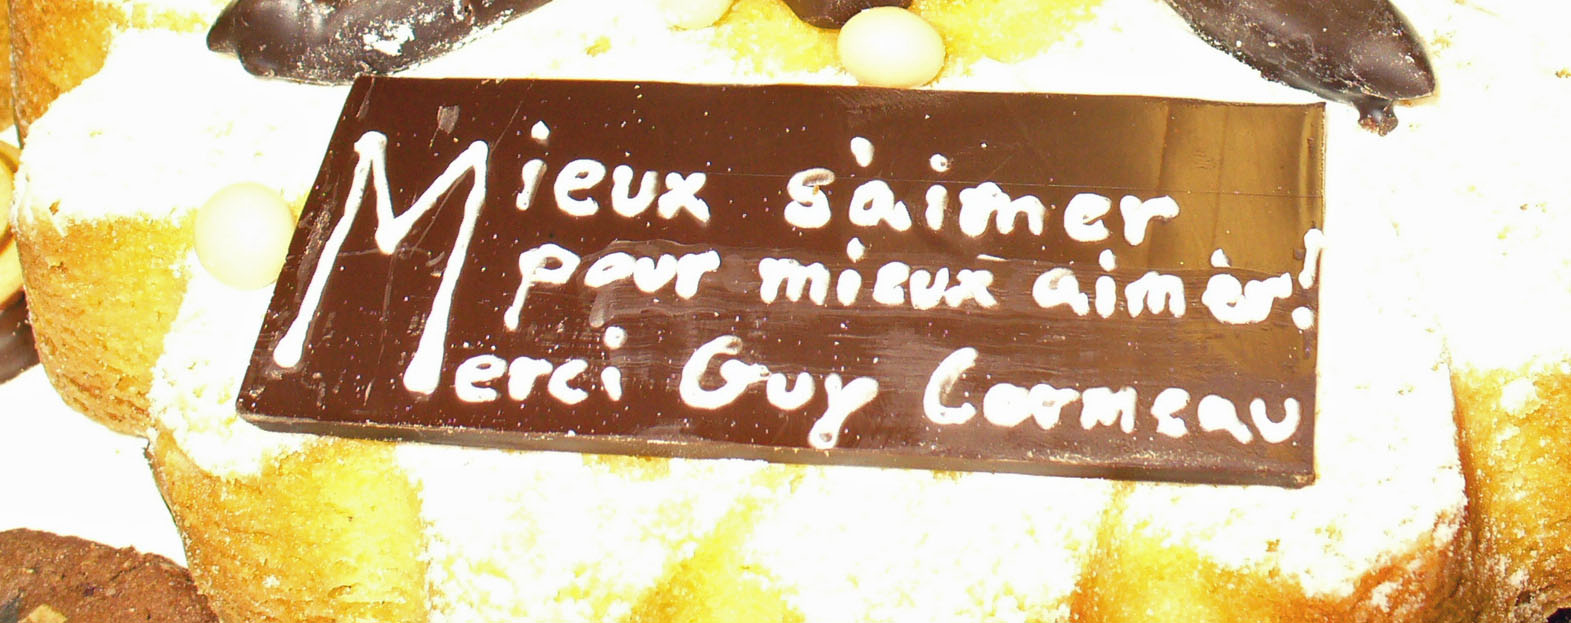 Mieux s'aimer
pour mieux aimer!
Merci Guy Corneau